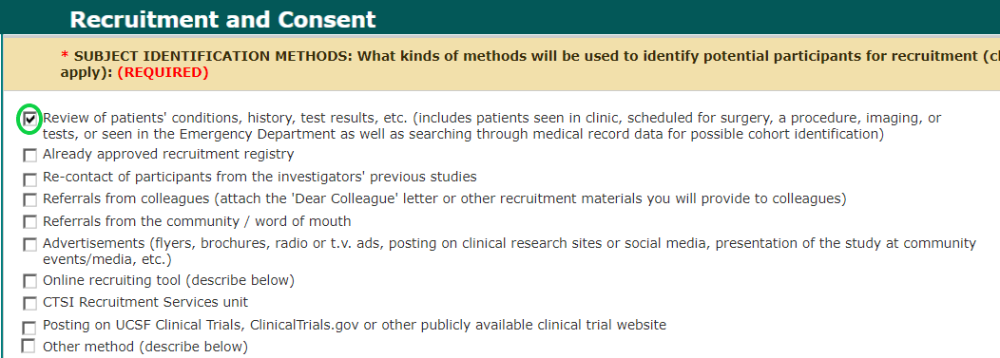 Recruitment and Consent
* SUBJECT IDENTIFICATION METHODS: What kinds of methods will be used to identify potential participants for recruitment
apply): (REQUIRED)
Review of patients' conditions, history, test results, etc. (includes patients seen in clinic, scheduled for surgery, a procedure, imaging, or
tests, or seen in the Emergency Department as well as searching through medical record data for possible cohort identification)
Already approved recruitment registry
Re-contact of participants from the investigators' previous studies
Referrals from colleagues (attach the 'Dear Colleague' letter or other recruitment materials you will provide to colleagues)
Referrals from the community / word of mouth
Advertisements (flyers, brochures, radio or t.v. ads, posting on clinical research sites or social media, presentation of the study at community
events/media, etc.)
Online recruiting tool (describe below)
CTSI Recruitment Services unit
Posting on UCSF Clinical Trials, ClinicalTrials.gov or other publicly available clinical trial website
Other method (describe below)